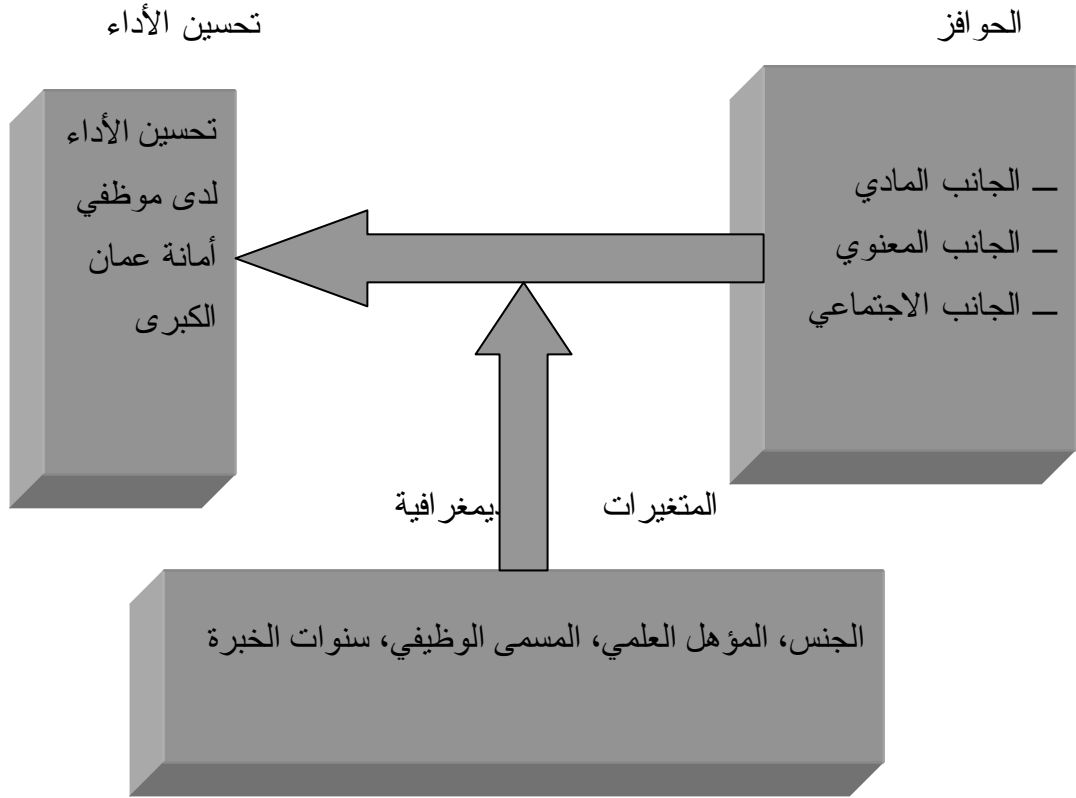 الحوافز
تحسين الأداء
ــ الجانب المادي
ــ الجانب المعنوي
ــ الجانب الاجتماعي
تحسين الأداء
لدى موظفي
أمانة عمان
الكبرى
المتغيرات يمغرافية
الجنس، المؤهل العلمي، المسمى الوظيفي، سنوات الخبرة